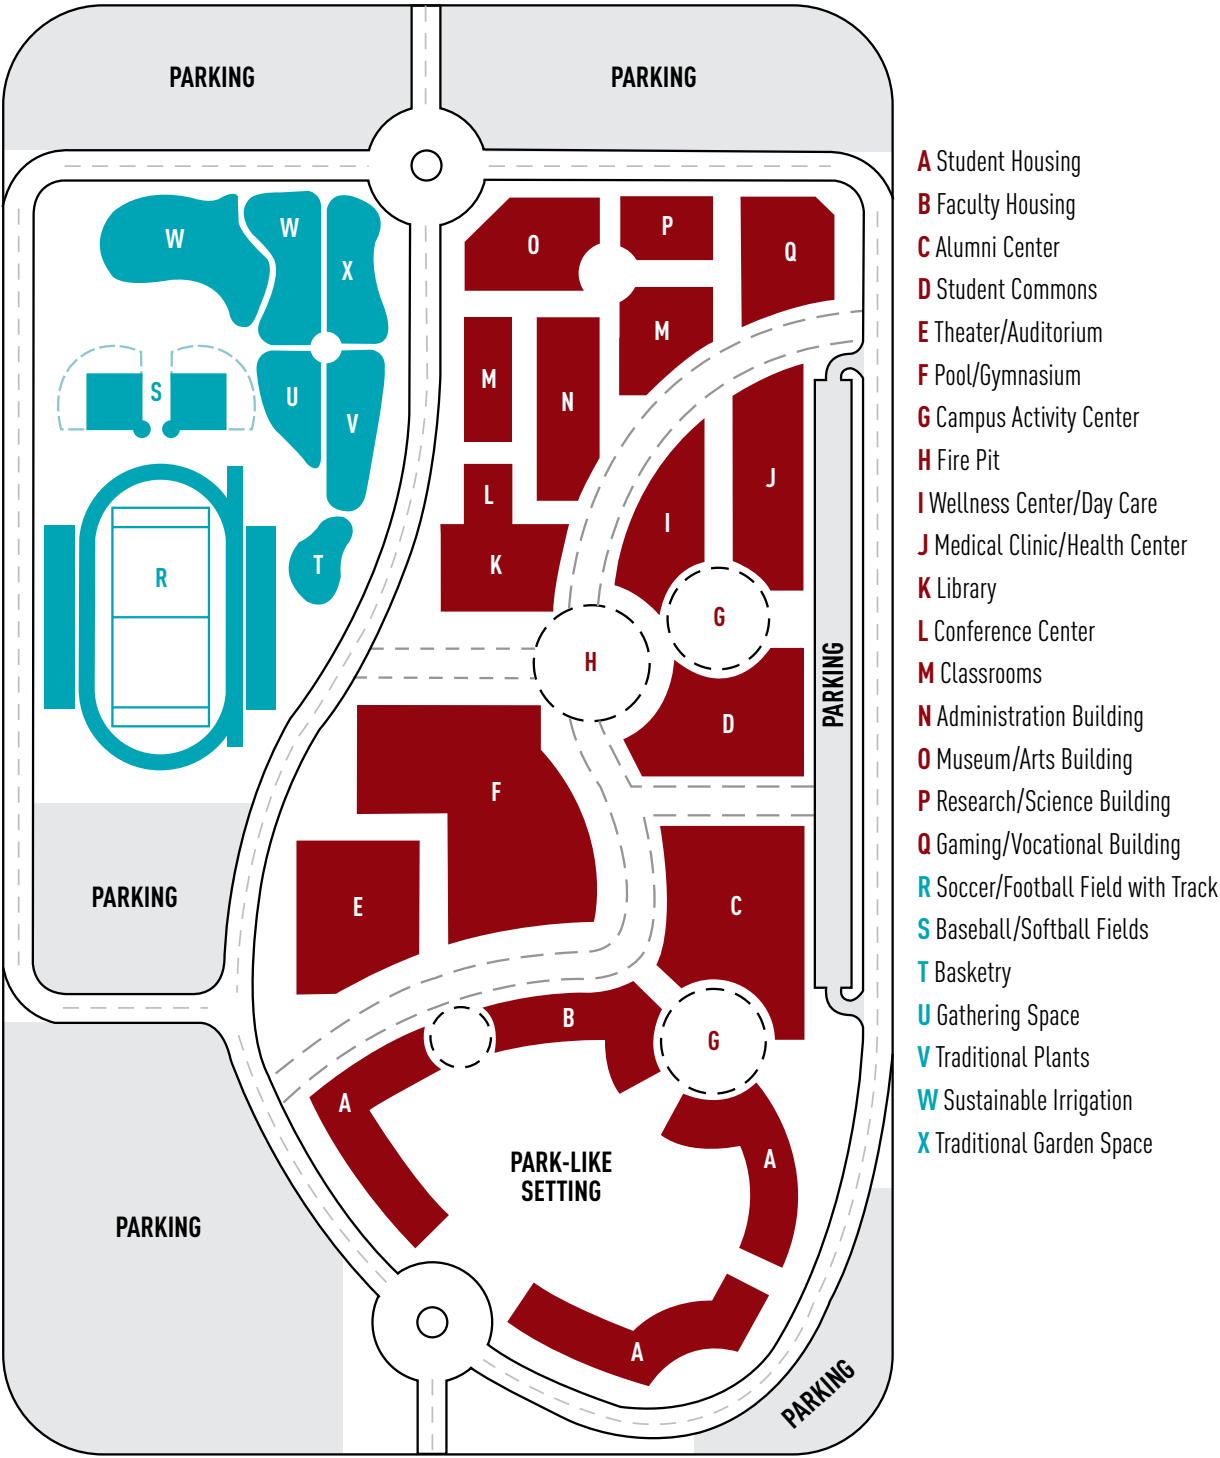 PARKING
PARKING
W
W
X
O
P
Q
M
S
U
V
M
N
L
J
I
R
T
K
G
H
PARKING
D
F
PARKING
E
C
B
G
A
PARK-LIKE
SETTING
A
PARKING
A
PARKING
A Student Housing
B Faculty Housing
C Alumni Center
D Student Commons
E Theater/Auditorium
F Pool/Gymnasium
G Campus Activity Center
H Fire Pit
I Wellness Center/Day Care
J Medical Clinic/Health Center
K Library
L Conference Center
M Classrooms
N Administration Building
O Museum/Arts Building
P Research/Science Building
Q Gaming/Vocational Building
R Soccer/Football Field with Track
S Baseball/Softball Fields
T Basketry
U Gathering Space
V Traditional Plants
W Sustainable Irrigation
X Traditional Garden Space